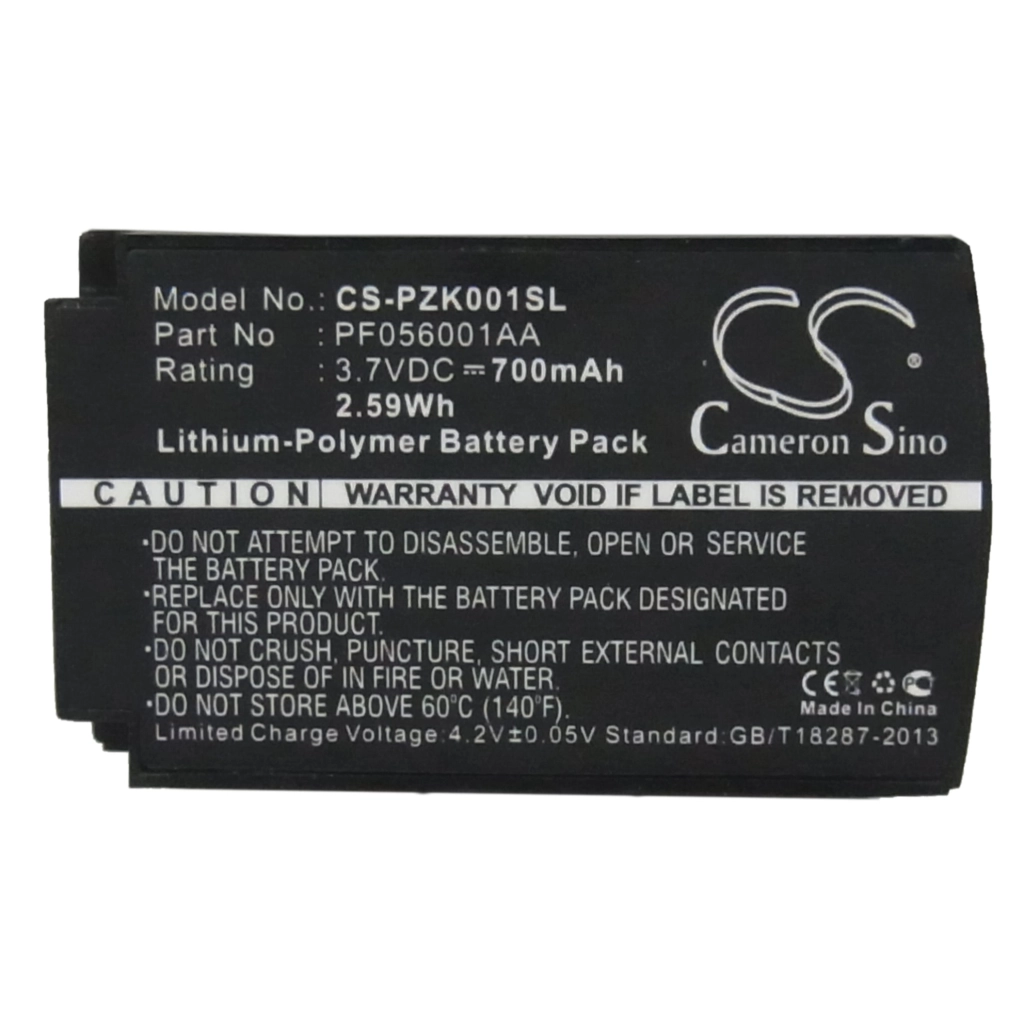 Model No.: CS-PZK001SL
Part No : PF056001AA
Rating : 3.7VDC ⎓ 700mAh
2.59Wh
Lithium-Polymer Battery Pack
CS ®
Cameron Sino
CAUTION | WARRANTY VOID IF LABEL IS REMOVED
·DO NOT ATTEMPT TO DISASSEMBLE, OPEN OR SERVICE
THE BATTERY PACK.
·REPLACE ONLY WITH THE BATTERY PACK DESIGNATED
FOR THIS PRODUCT.
·DO NOT CRUSH, PUNCTURE, SHORT EXTERNAL CONTACTS
OR DISPOSE OF IN FIRE OR WATER.
·DO NOT STORE ABOVE 60°C (140°F).
CE
Made In China
Limited Charge Voltage:4.2V±0.05V Standard:GB/T18287-2013